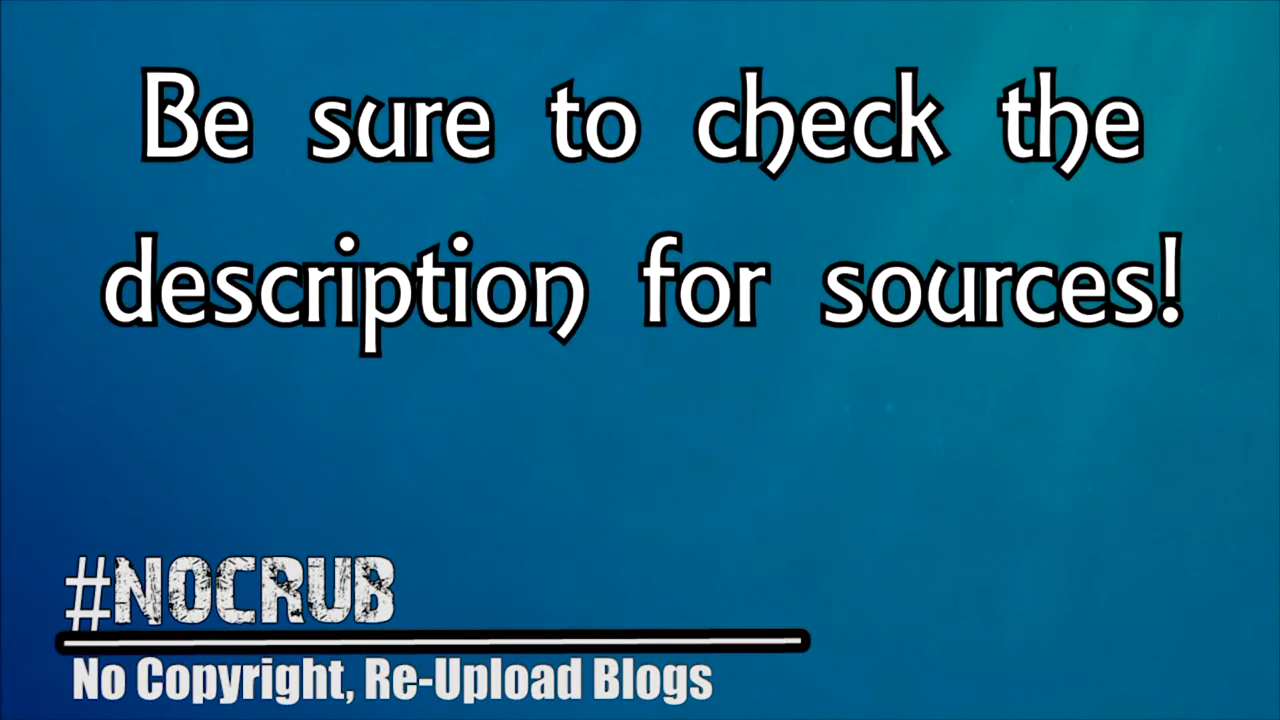 Be sure to check the
description for sources!
#NOCRUB
No Copyright, Re-Upload Blogs